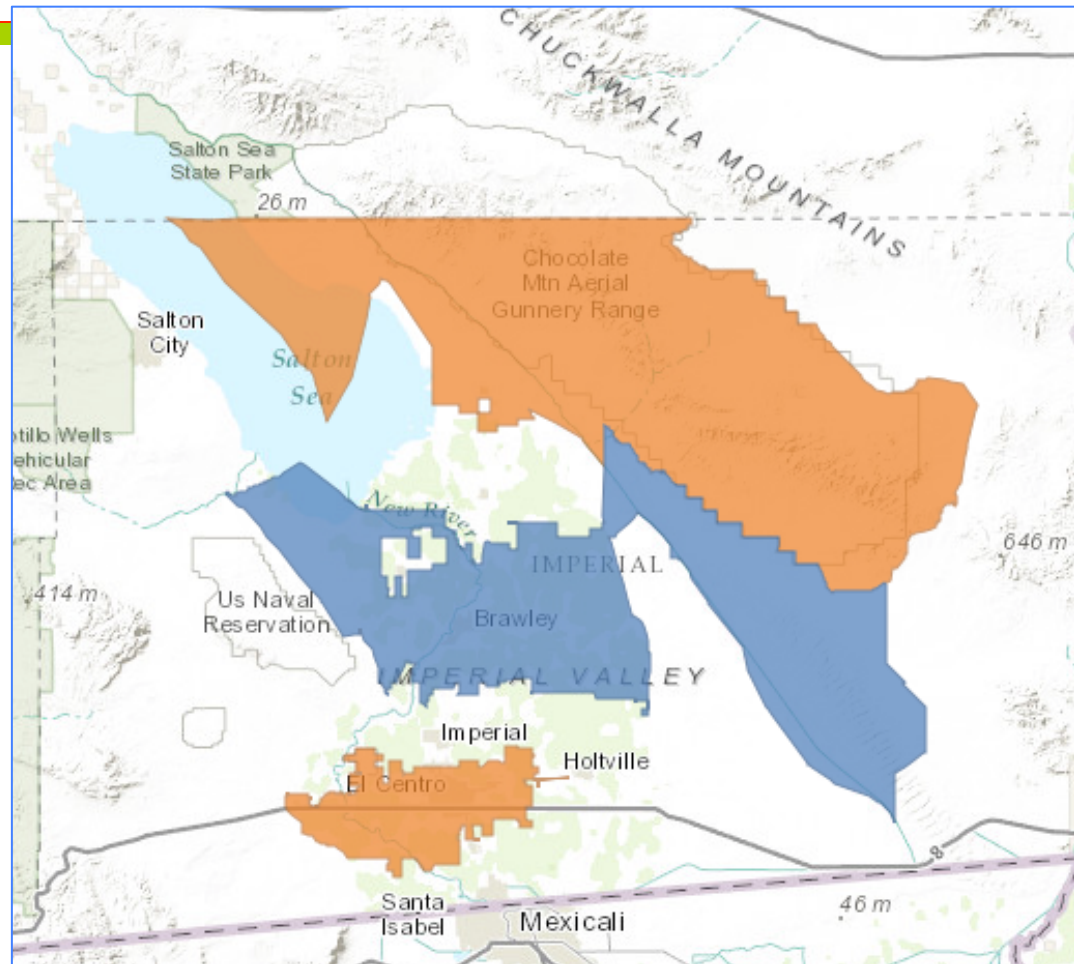 CHUCKWALLA MOUNTAINS
Salton Sea
State Park
26 m
Chocolate
Mtn Aerial
Gunnery Range
Salton
City
Salton
Sea
otillo Wells
ehicular
ec Area
New River
IMPERIAL
646 m
414 m
Us Naval
Reservation
Brawley
IMPERIAL VALLEY
Imperial
Holtville
El Centro
8
Santa
Isabel
Mexicali
46 m